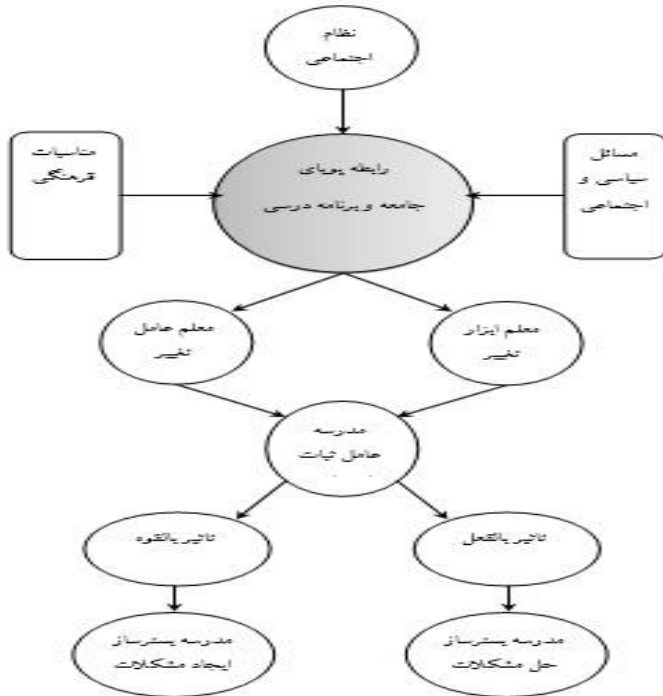 نظام
اجتماعی
مسائل
سیاسی و
اجتماعی
رابطه پویای
جامعه و برنامه درسی
مناسبات
فرهنگی
معلم ابزار
تغییر
معلم عامل
تغییر
مدرسه
عامل ثبات
تاثیر بالفعل
تاثیر بالقوه
مدرسه بسترساز
حل مشکلات
مدرسه بسترساز
ایجاد مشکلات